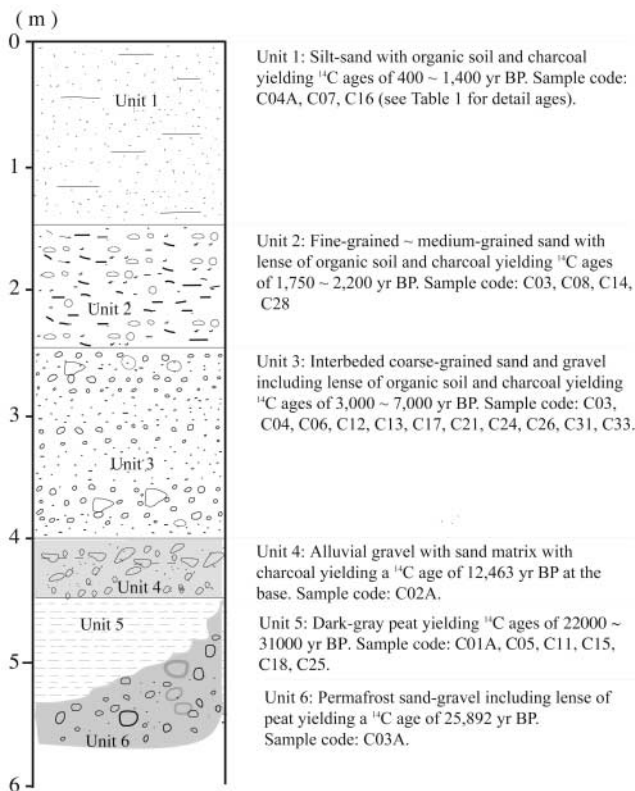 ( m )
0
1
2
3
4
5
6
Unit 1
Unit 2
Unit 3
Unit 4
Unit 5
Unit 6
Unit 1: Silt-sand with organic soil and charcoal
yielding ¹⁴C ages of 400 ~ 1,400 yr BP. Sample code:
C04A, C07, C16 (see Table 1 for detail ages).
Unit 2: Fine-grained ~ medium-grained sand with
lense of organic soil and charcoal yielding ¹⁴C ages
of 1,750 ~ 2,200 yr BP. Sample code: C03, C08, C14,
C28
Unit 3: Interbeded coarse-grained sand and gravel
including lense of organic soil and charcoal yielding
¹⁴C ages of 3,000 ~ 7,000 yr BP. Sample code: C03,
C04, C06, C12, C13, C17, C21, C24, C26, C31, C33.
Unit 4: Alluvial gravel with sand matrix with
charcoal yielding a ¹⁴C age of 12,463 yr BP at the
base. Sample code: C02A.
Unit 5: Dark-gray peat yielding ¹⁴C ages of 22000 ~
31000 yr BP. Sample code: C01A, C05, C11, C15,
C18, C25.
Unit 6: Permafrost sand-gravel including lense of
peat yielding a ¹⁴C age of 25,892 yr BP.
Sample code: C03A.